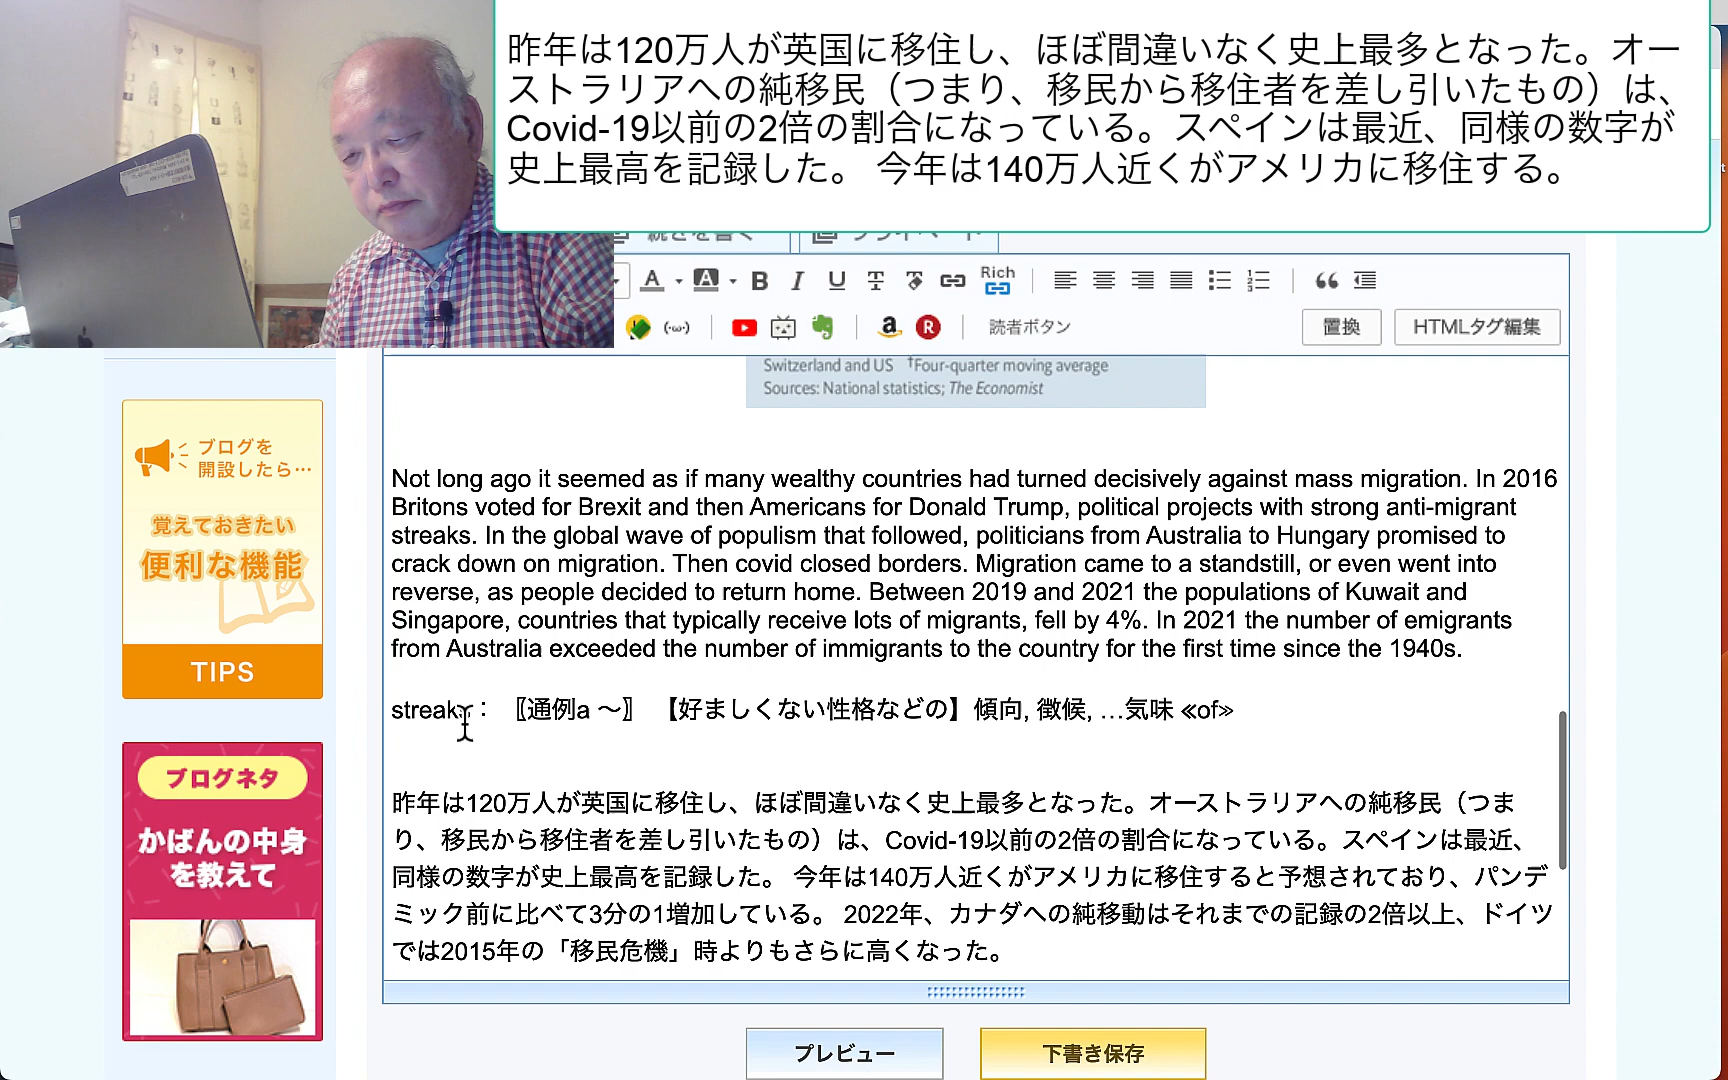 昨年は120万人が英国に移住し、ほぼ間違いなく史上最多となった。オー
ストラリアへの純移民（つまり、移民から移住者を差し引いたもの）は、
Covid-19以前の2倍の割合になっている。スペインは最近、同様の数字が
史上最高を記録した。 今年は140万人近くがアメリカに移住する。
Rich
読者ボタン
置換
HTMLタグ編集
Switzerland and US †Four-quarter moving average
Sources: National statistics; The Economist
ブログを
開設したら…
覚えておきたい
便利な機能
TIPS
ブログネタ
かばんの中身
を教えて
Not long ago it seemed as if many wealthy countries had turned decisively against mass migration. In 2016
Britons voted for Brexit and then Americans for Donald Trump, political projects with strong anti-migrant
streaks. In the global wave of populism that followed, politicians from Australia to Hungary promised to
crack down on migration. Then covid closed borders. Migration came to a standstill, or even went into
reverse, as people decided to return home. Between 2019 and 2021 the populations of Kuwait and
Singapore, countries that typically receive lots of migrants, fell by 4%. In 2021 the number of emigrants
from Australia exceeded the number of immigrants to the country for the first time since the 1940s.
streak： 〖通例a ～〗 【好ましくない性格などの】傾向, 徴候, …気味 ≪of≫
昨年は120万人が英国に移住し、ほぼ間違いなく史上最多となった。オーストラリアへの純移民（つま
り、移民から移住者を差し引いたもの）は、Covid-19以前の2倍の割合になっている。スペインは最近、
同様の数字が史上最高を記録した。 今年は140万人近くがアメリカに移住すると予想されており、パンデ
ミック前に比べて3分の1増加している。 2022年、カナダへの純移動はそれまでの記録の2倍以上、ドイツ
では2015年の「移民危機」時よりもさらに高くなった。
プレビュー
下書き保存